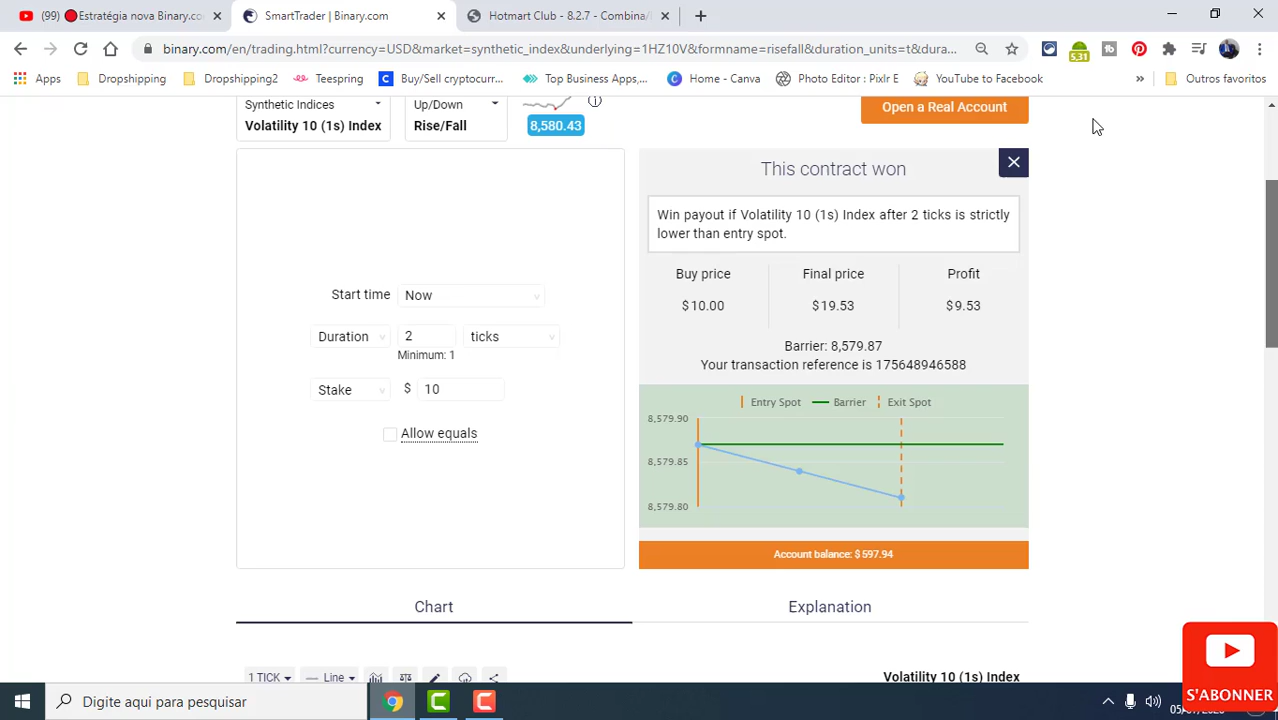 (99) 🔴Estratégia nova Binary.com
SmartTrader | Binary.com
Hotmart Club - 8.2.7 - Combina/
binary.com/en/trading.html?currency=USD&market=synthetic_index&underlying=1HZ10V&formname=risefall&duration_units=t&dura...
5,31
Apps
Dropshipping
Dropshipping2
Teespring
Buy/Sell cryptocur...
Top Business Apps,...
Home - Canva
Photo Editor : Pixlr E
YouTube to Facebook
»
Outros favoritos
Synthetic Indices
Volatility 10 (1s) Index
Up/Down
Rise/Fall
8,580.43
Open a Real Account
This contract won
Win payout if Volatility 10 (1s) Index after 2 ticks is strictly
lower than entry spot.
Buy price
Final price
Profit
$10.00
$19.53
$9.53
Barrier: 8,579.87
Your transaction reference is 175648946588
Entry Spot
Barrier
Exit Spot
8,579.90
8,579.85
8,579.80
Account balance: $597.94
Start time
Now
Duration
2
ticks
Minimum: 1
Stake
$
10
Allow equals
Chart
Explanation
1 TICK
Line
Volatility 10 (1s) Index
Digite aqui para pesquisar
S'ABONNER